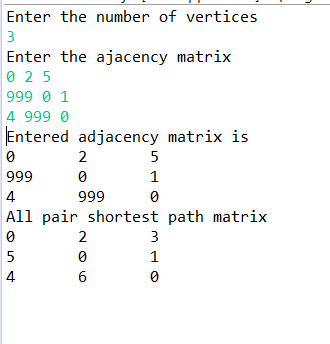 Enter the number of vertices
3
Enter the ajacency matrix
0 2 5
999 0 1
4 999 0
Entered adjacency matrix is
0 2 5
999 0 1
4 999 0
All pair shortest path matrix
0 2 3
5 0 1
4 6 0